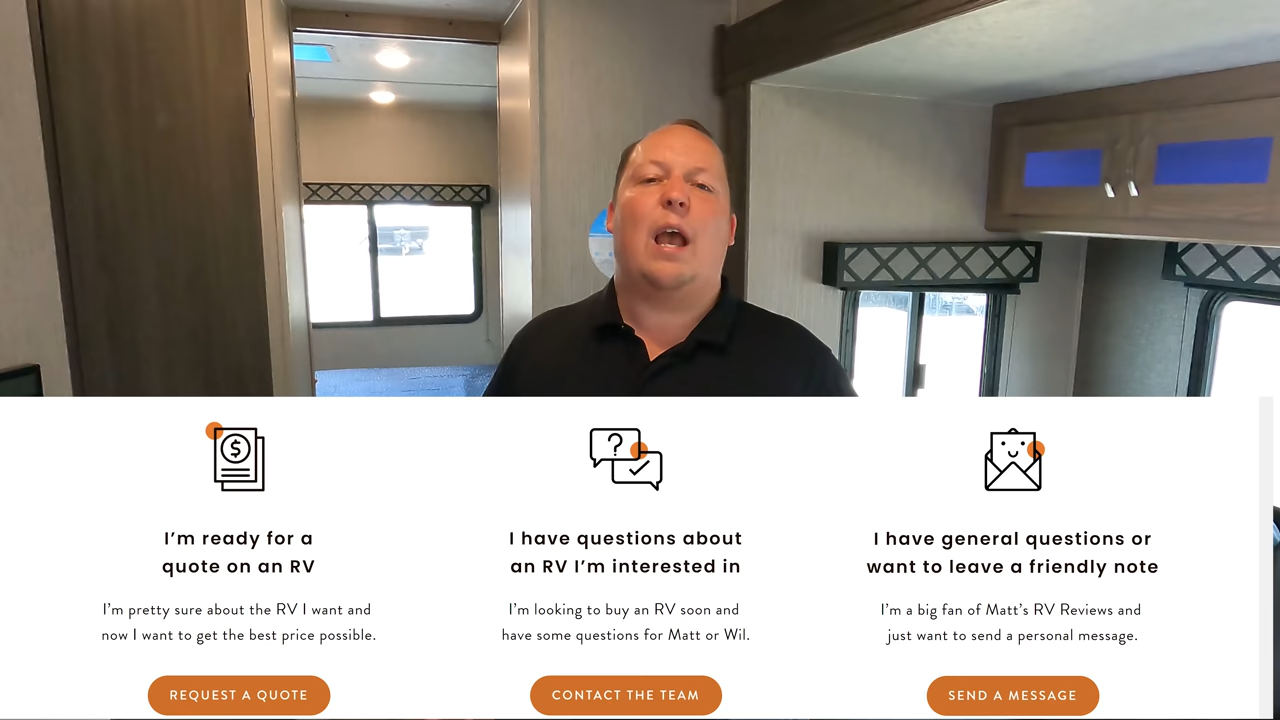 I'm ready for a
quote on an RV
I'm pretty sure about the RV I want and
now I want to get the best price possible.
REQUEST A QUOTE
I have questions about
an RV I'm interested in
I'm looking to buy an RV soon and
have some questions for Matt or Wil.
CONTACT THE TEAM
I have general questions or
want to leave a friendly note
I'm a big fan of Matt's RV Reviews and
just want to send a personal message.
SEND A MESSAGE